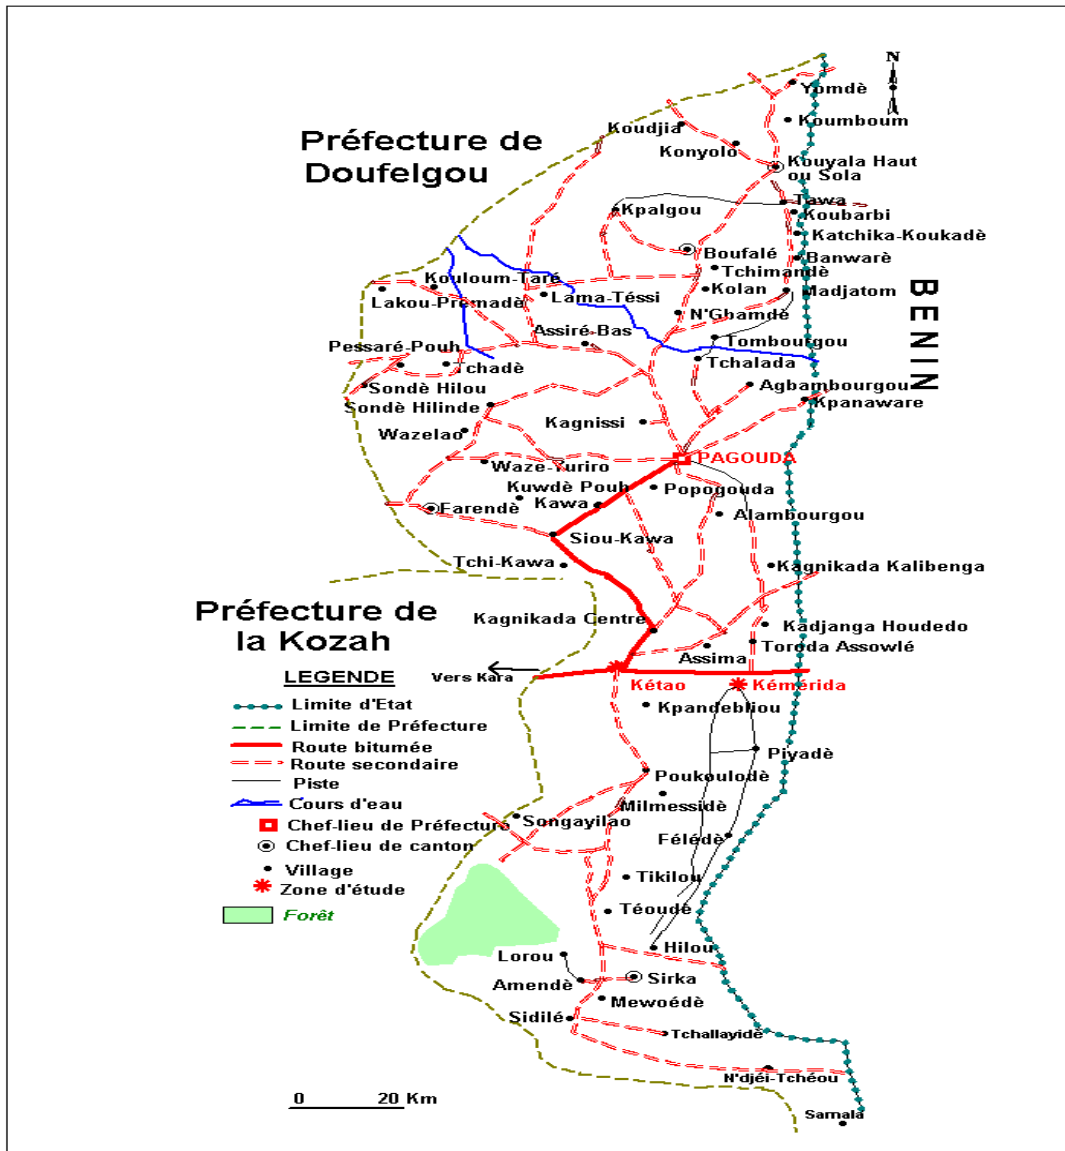 N
Yomdè
Koumboum
Koudjia
Préfecture de
Doufelgou
Konyolo
Kouyala Haut
ou Sola
Tawa
Kpalgou
Koubarbi
Katchika-Koukadè
Boufalé
Banwarè
Tchimandè
Kouloum-Taré
Lakou-Premadè
Lama-Téssi
Kolan
Madjatom
BENIN
N'Gbamdè
Assiré-Bas
Tombourgou
Pessaré-Pouh
Tchadè
Tchalada
Sondè Hilou
Agbambourgou
Sondè Hilinde
Kpanaware
Kagnissi
Wazelao
PAGOUDA
Waze-Yuriro
Kuwdè Pouh
Popogouda
Kawa
Farendè
Alambourgou
Siou-Kawa
Tchi-Kawa
Kagnikada Kalibenga
Préfecture de
la Kozah
Kagnikada Centre
Kadjanga Houdedo
Toroda Assowlé
Assima
LEGENDE
Vers Kara
Kétao
Kémérida
Limite d'Etat
Kpandebliou
Limite de Préfecture
Route bitumée
Route secondaire
Piyadè
Piste
Poukoulodè
Cours d'eau
Milmessidè
Chef-lieu de Préfecture
Songayilao
Chef-lieu de canton
Félédè
Village
Tikilou
Zone d'étude
Téoudè
Forêt
Hilou
Lorou
Amendè
Sirka
Mewoédè
Sidilé
Tchallayidè
N'djéi-Tchéou
0 20 Km
Samala